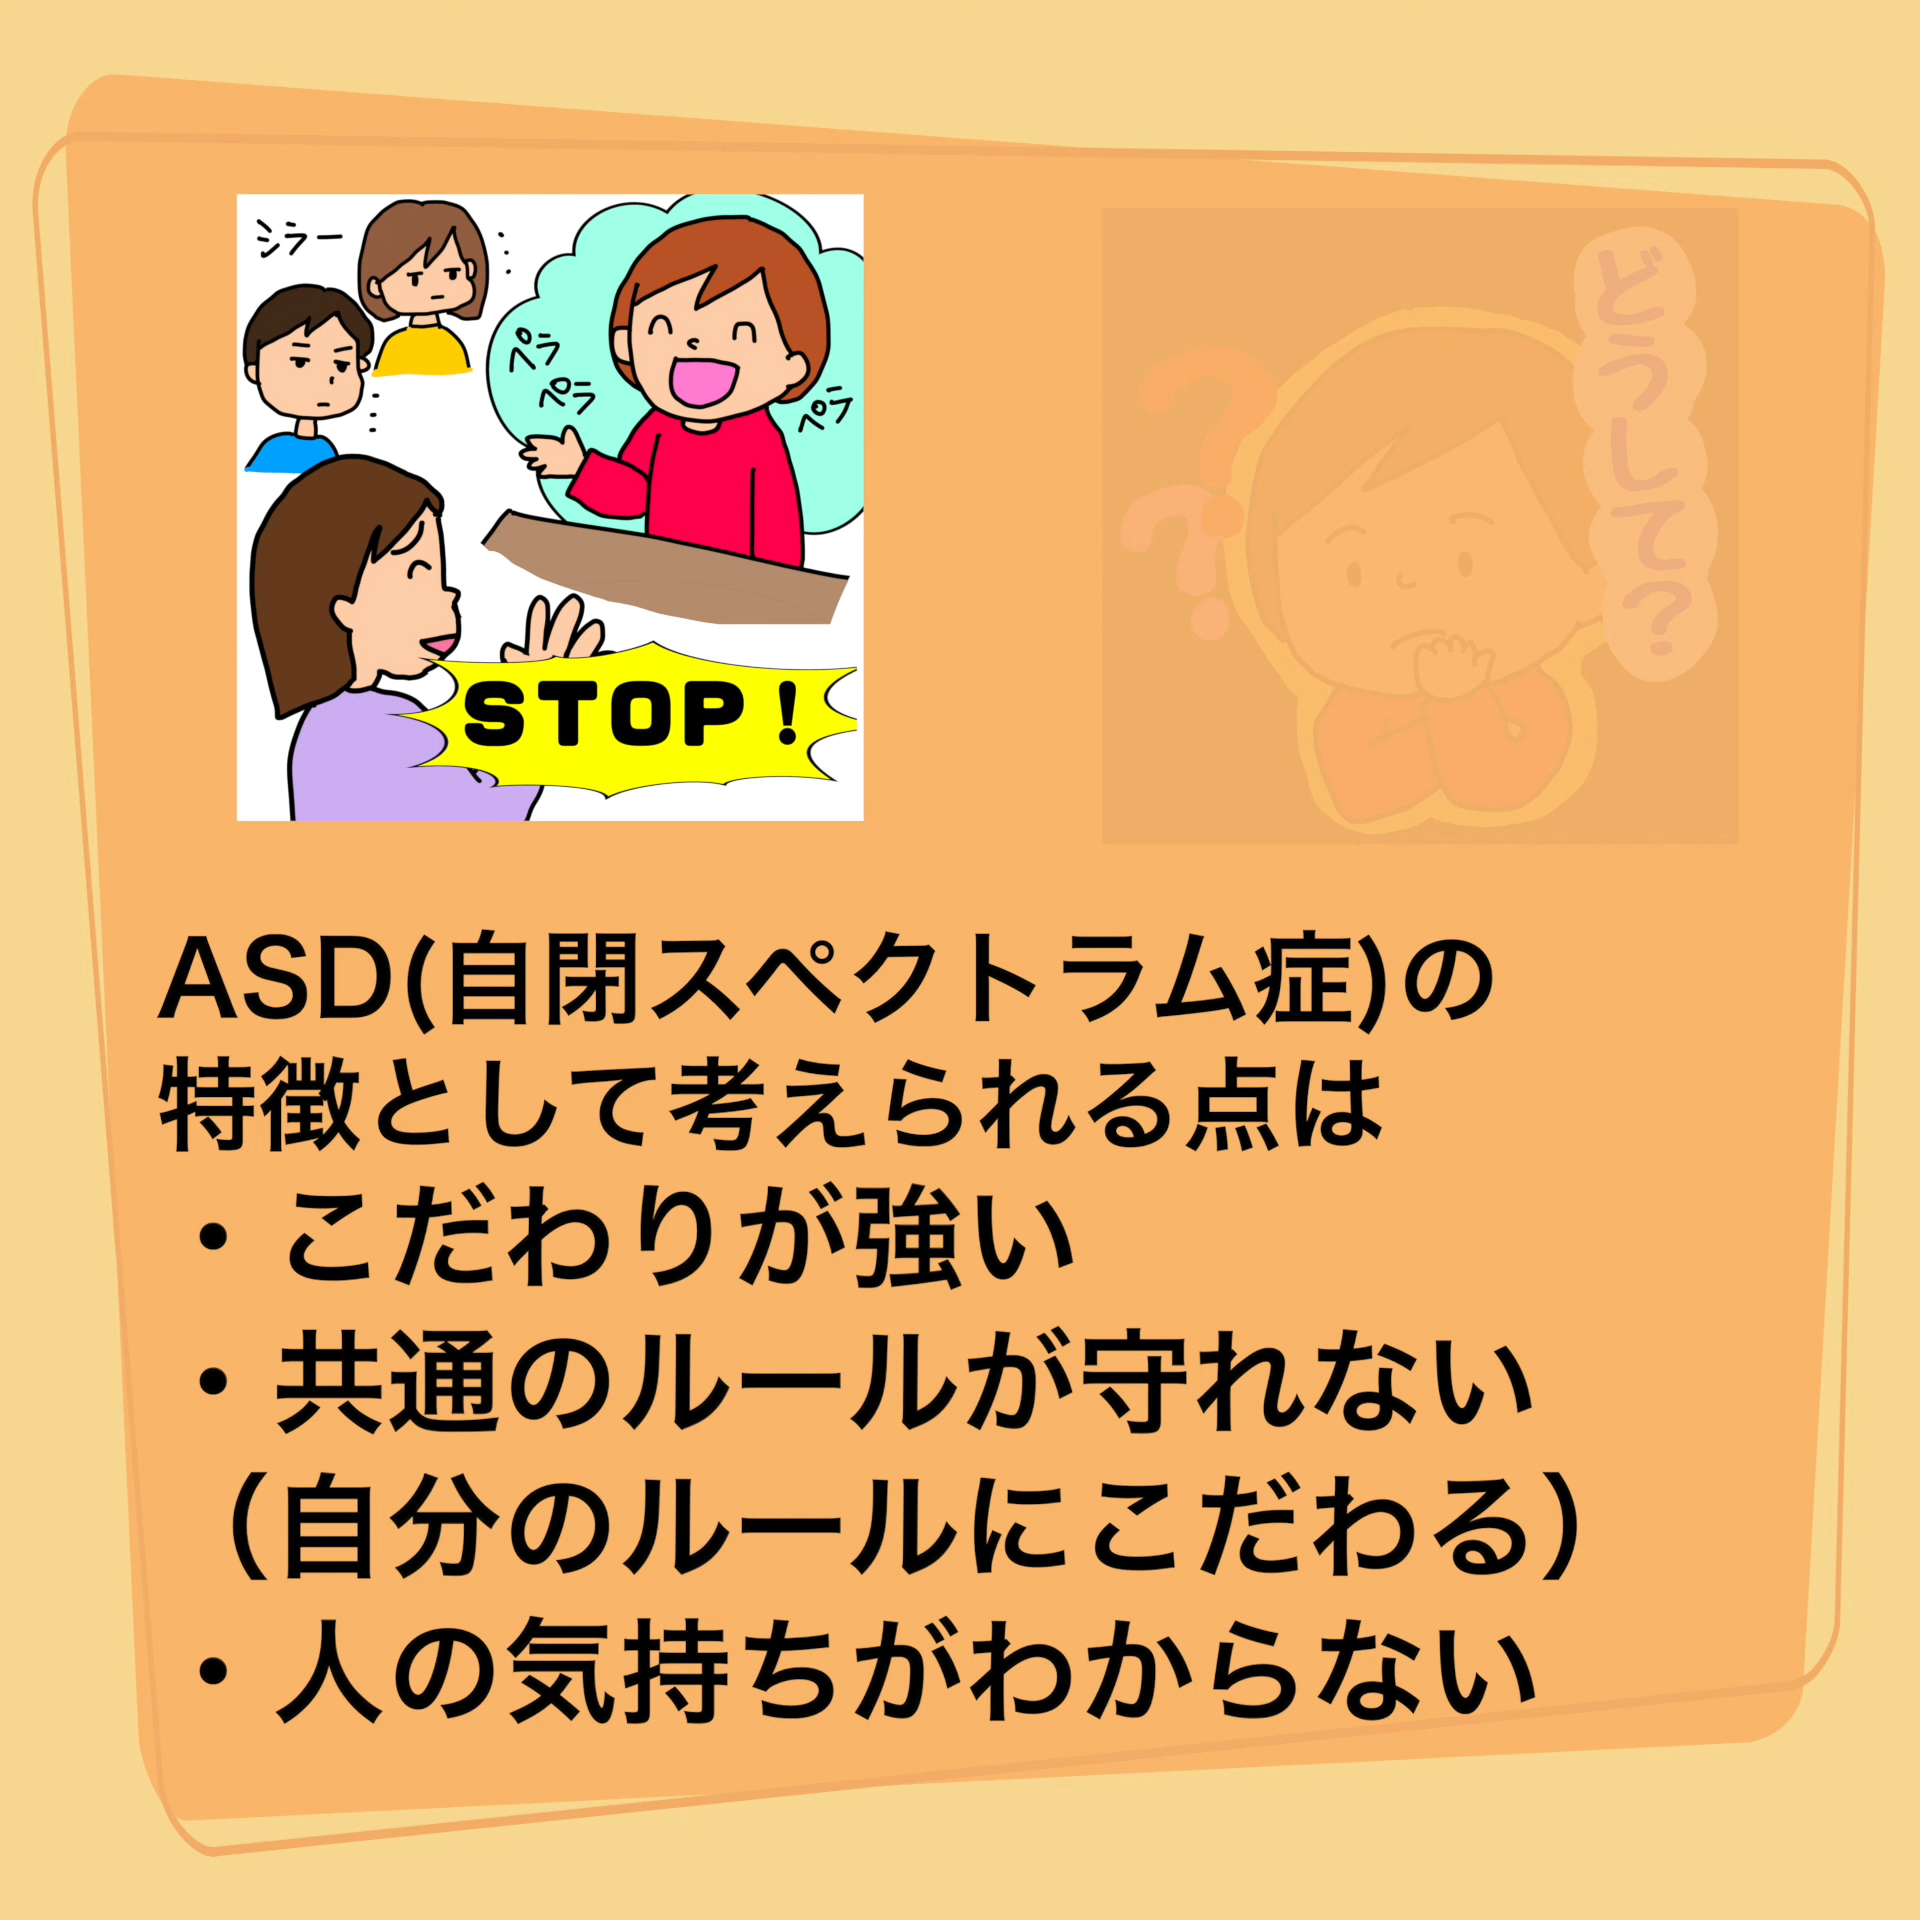 ジラー
ペラ
ペラ
ペラ
STOP!
どうして?
??
ASD(自閉スペクトラム症)の
特徴として考えられる点は
・こだわりが強い
・共通のルールが守れない
（自分のルールにこだわる）
・人の気持ちがわからない